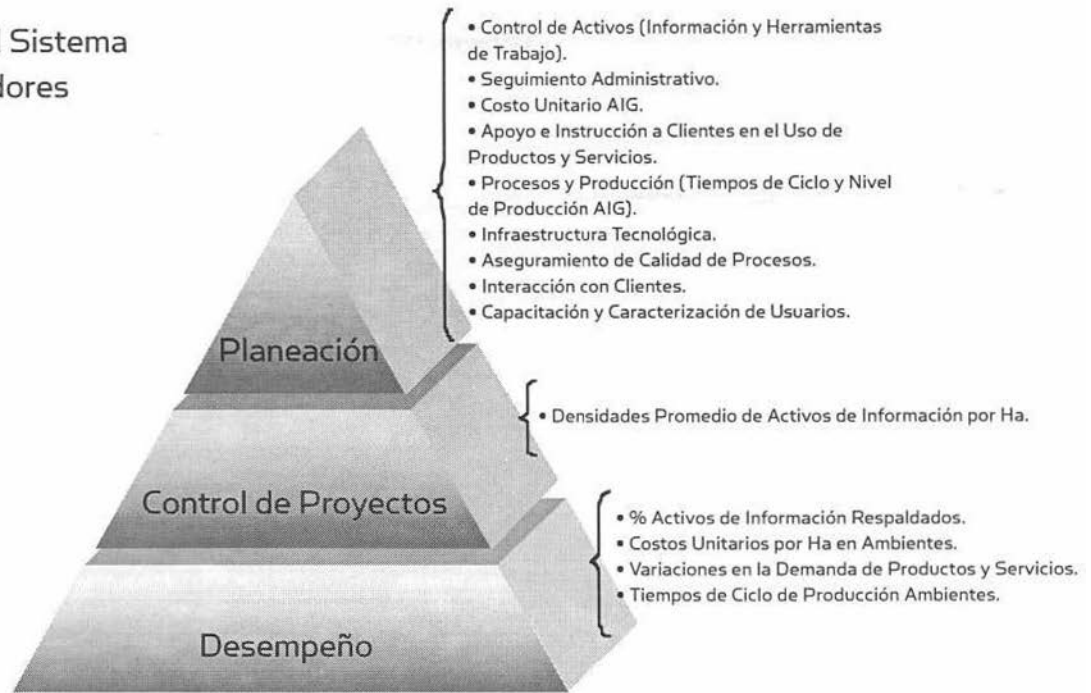 Sistema
• Control de Activos (Información y Herramientas
de Trabajo).
• Seguimiento Administrativo.
• Costo Unitario AIG.
• Apoyo e Instrucción a Clientes en el Uso de
Productos y Servicios.
• Procesos y Producción (Tiempos de Ciclo y Nivel
de Producción AIG).
• Infraestructura Tecnológica.
• Aseguramiento de Calidad de Procesos.
• Interacción con Clientes.
• Capacitación y Caracterización de Usuarios.
Planeación
• Densidades Promedio de Activos de Información por Ha.
Control de Proyectos
• % Activos de Información Respaldados.
• Costos Unitarios por Ha en Ambientes.
• Variaciones en la Demanda de Productos y Servicios.
• Tiempos de Ciclo de Producción Ambientes.
Desempeño